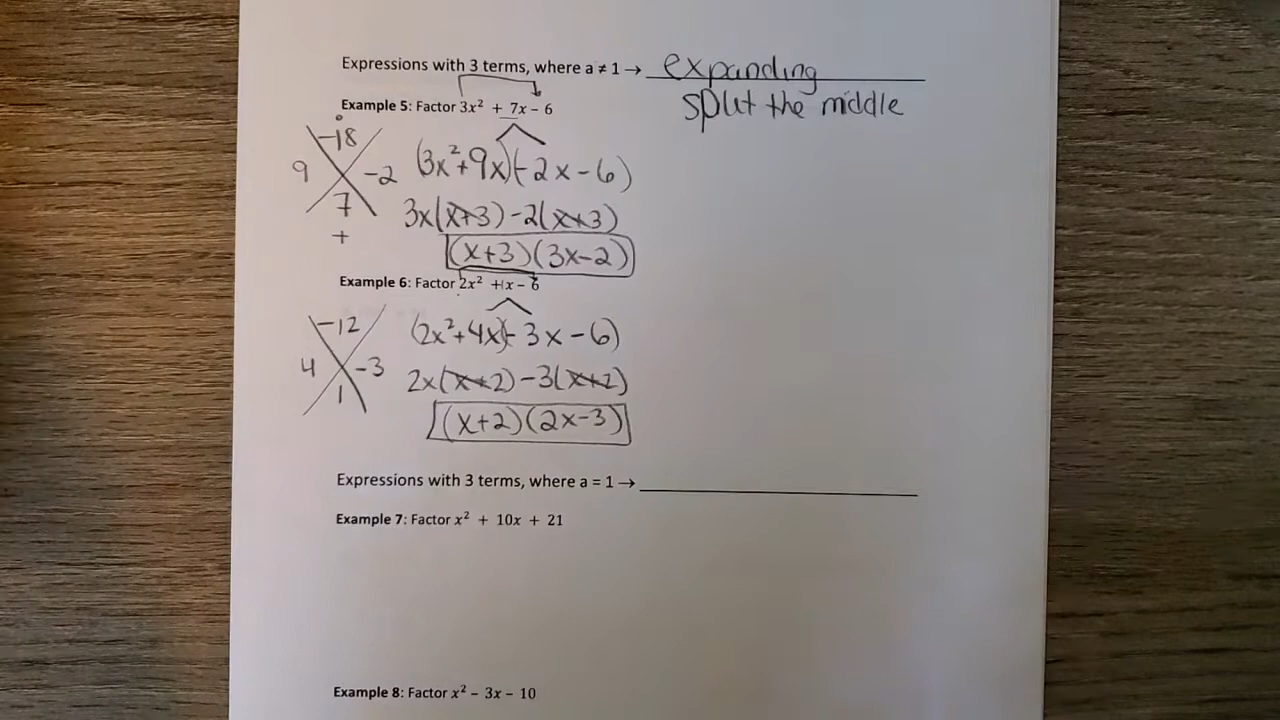 Expressions with 3 terms, where a ≠ 1 → expanding
split the middle
Example 5: Factor 3x² + 7x – 6
-18
9 -2
7
+
(3x²+9x)(-2x-6)
3x(x+3)-2(x+3)
(x+3)(3x-2)
Example 6: Factor 2x² +1x – 6
-12
4 -3
1
(2x²+4x)(-3x-6)
2x(x+2)-3(x+2)
(x+2)(2x-3)
Expressions with 3 terms, where a = 1 →
Example 7: Factor x² + 10x + 21
Example 8: Factor x² – 3x – 10